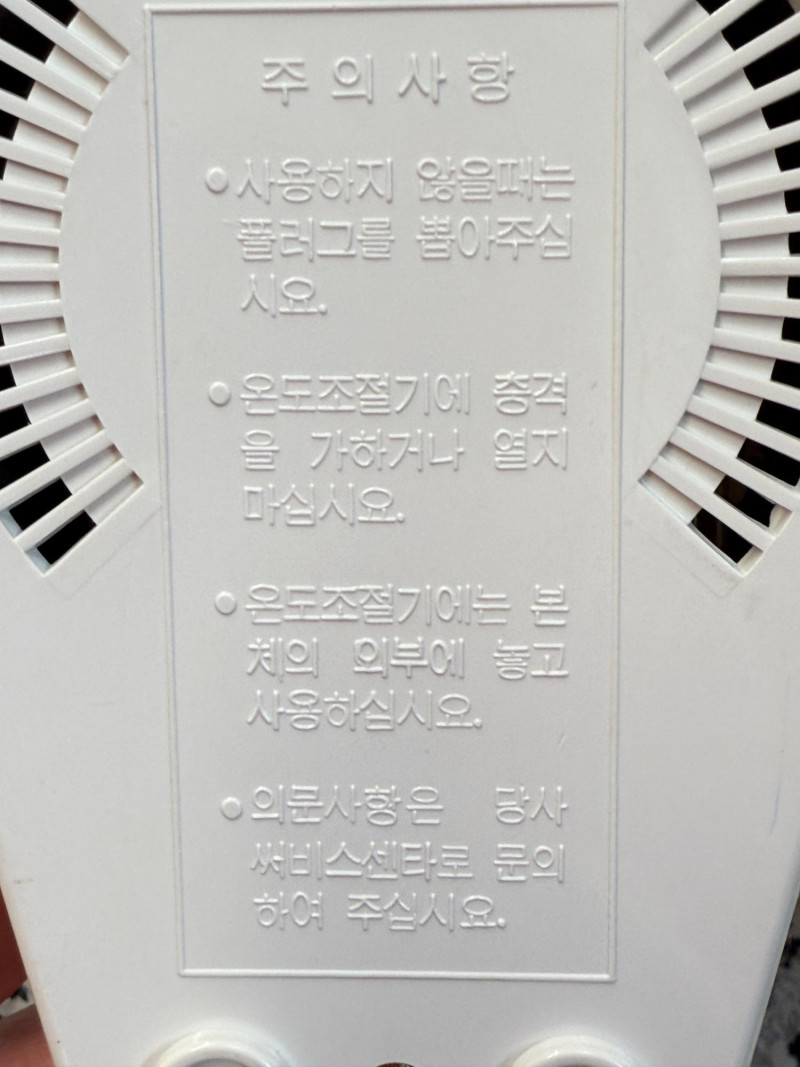 주의사항
●사용하지 않을때는
플러그를 뽑아주십
시요.
●온도조절기에 충격
을 가하거나 열지
마십시요.
●온도조절기에는 본
체의 외부에 놓고
사용하십시요.
●의문사항은 당사
써비스센타로 문의
하여 주십시요.